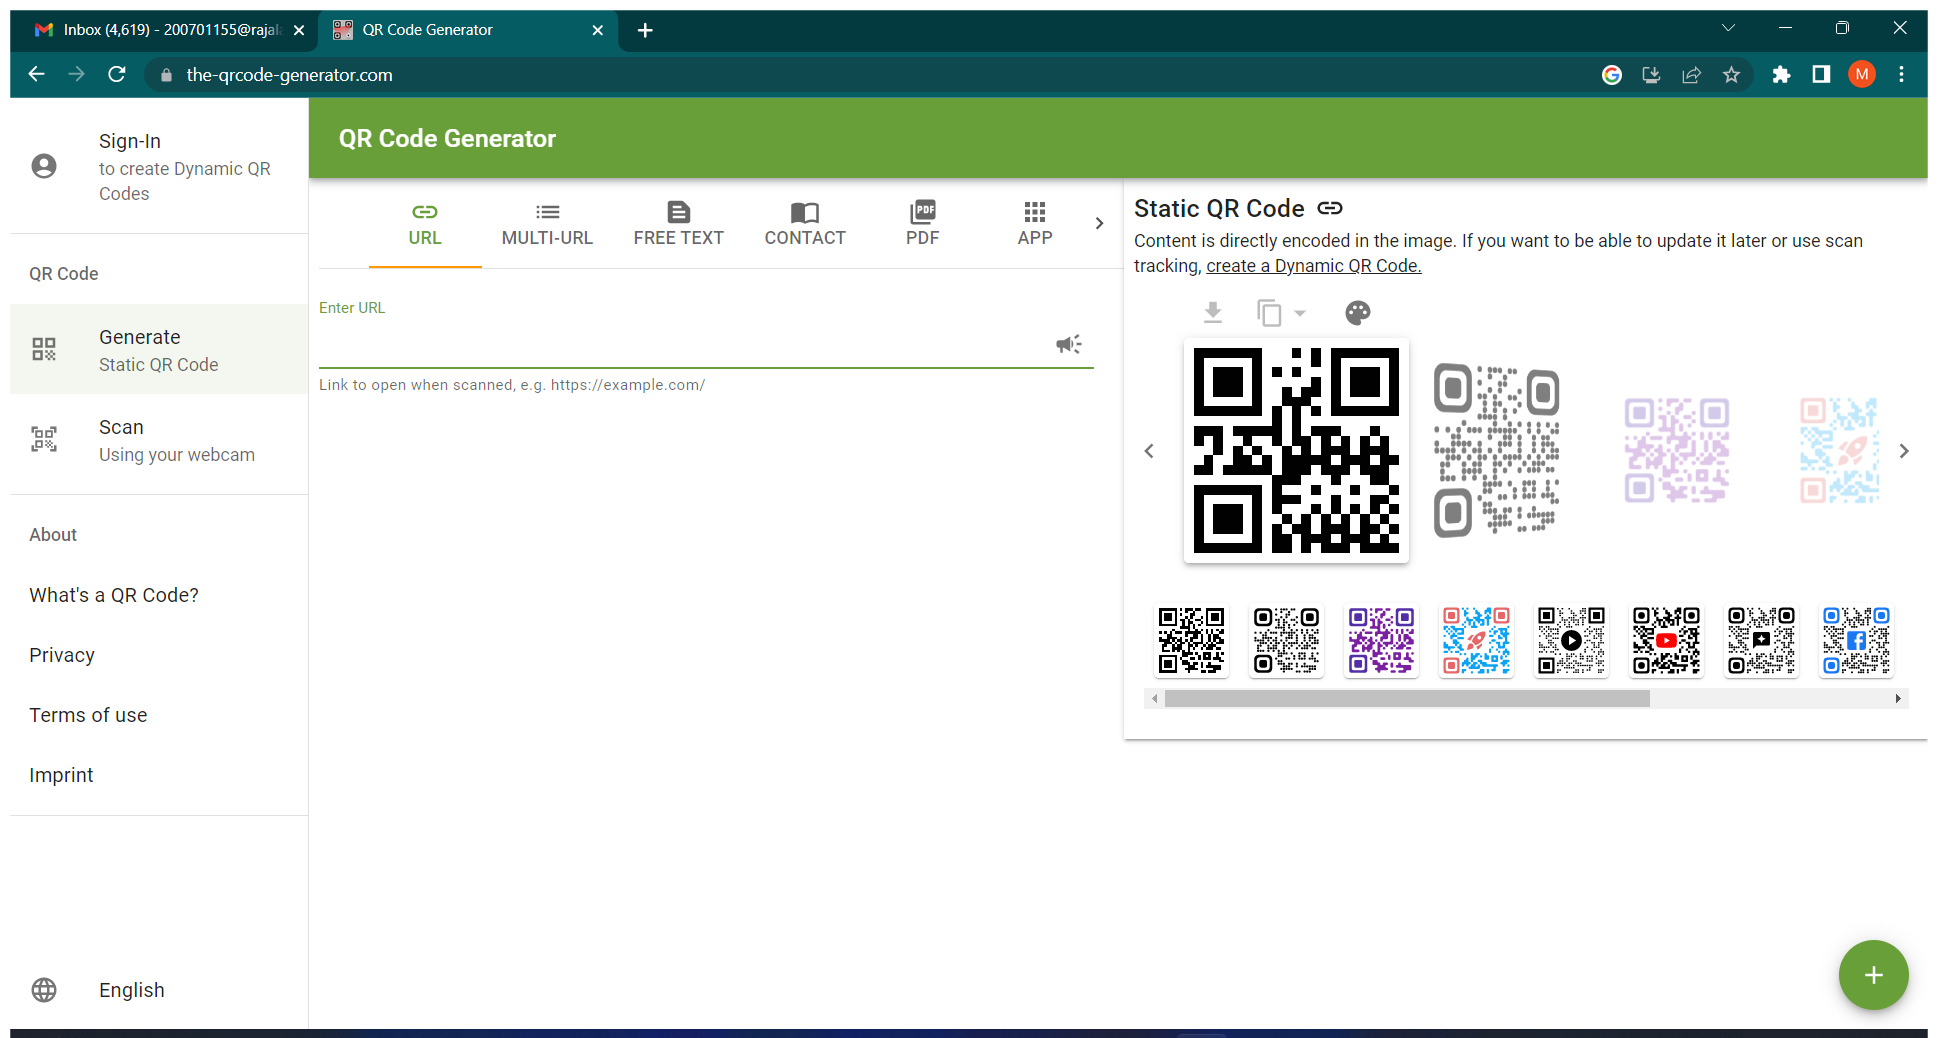 Inbox (4,619) - 200701155@rajal
QR Code Generator
the-qrcode-generator.com
M
Sign-In
to create Dynamic QR
Codes
QR Code
Generate
Static QR Code
Scan
Using your webcam
About
What's a QR Code?
Privacy
Terms of use
Imprint
English
QR Code Generator
URL
MULTI-URL
FREE TEXT
CONTACT
PDF
PDF
APP
Enter URL
Link to open when scanned, e.g. https://example.com/
Static QR Code
Content is directly encoded in the image. If you want to be able to update it later or use scan
tracking, create a Dynamic QR Code.